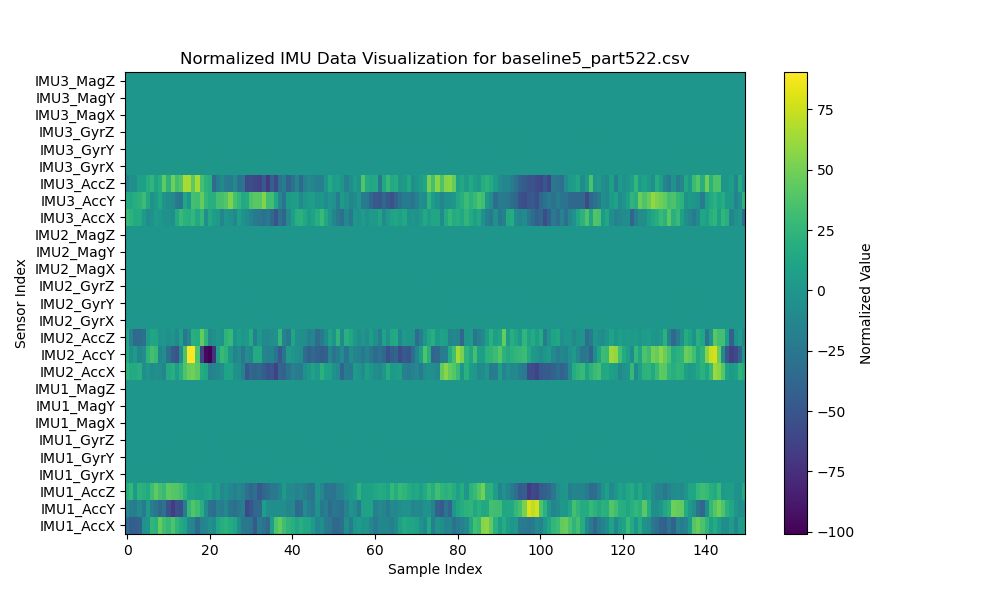 Normalized IMU Data Visualization for baseline5_part522.csv
Sensor Index
IMU3_MagZ
IMU3_MagY
IMU3_MagX
IMU3_GyrZ
IMU3_GyrY
IMU3_GyrX
IMU3_AccZ
IMU3_AccY
IMU3_AccX
IMU2_MagZ
IMU2_MagY
IMU2_MagX
IMU2_GyrZ
IMU2_GyrY
IMU2_GyrX
IMU2_AccZ
IMU2_AccY
IMU2_AccX
IMU1_MagZ
IMU1_MagY
IMU1_MagX
IMU1_GyrZ
IMU1_GyrY
IMU1_GyrX
IMU1_AccZ
IMU1_AccY
IMU1_AccX
0 20 40 60 80 100 120 140
Sample Index
75
50
25
0
−25
−50
−75
−100
Normalized Value